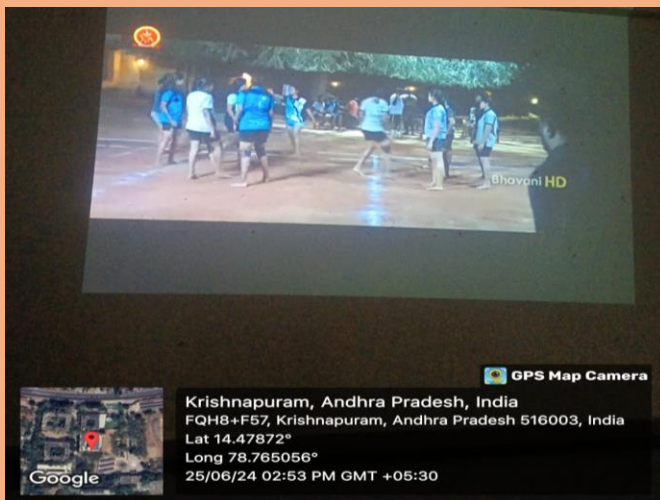 Bhavani HD
GPS Map Camera
Krishnapuram, Andhra Pradesh, India
FQH8+F57, Krishnapuram, Andhra Pradesh 516003, India
Lat 14.47872°
Long 78.765056°
25/06/24 02:53 PM GMT +05:30
Google